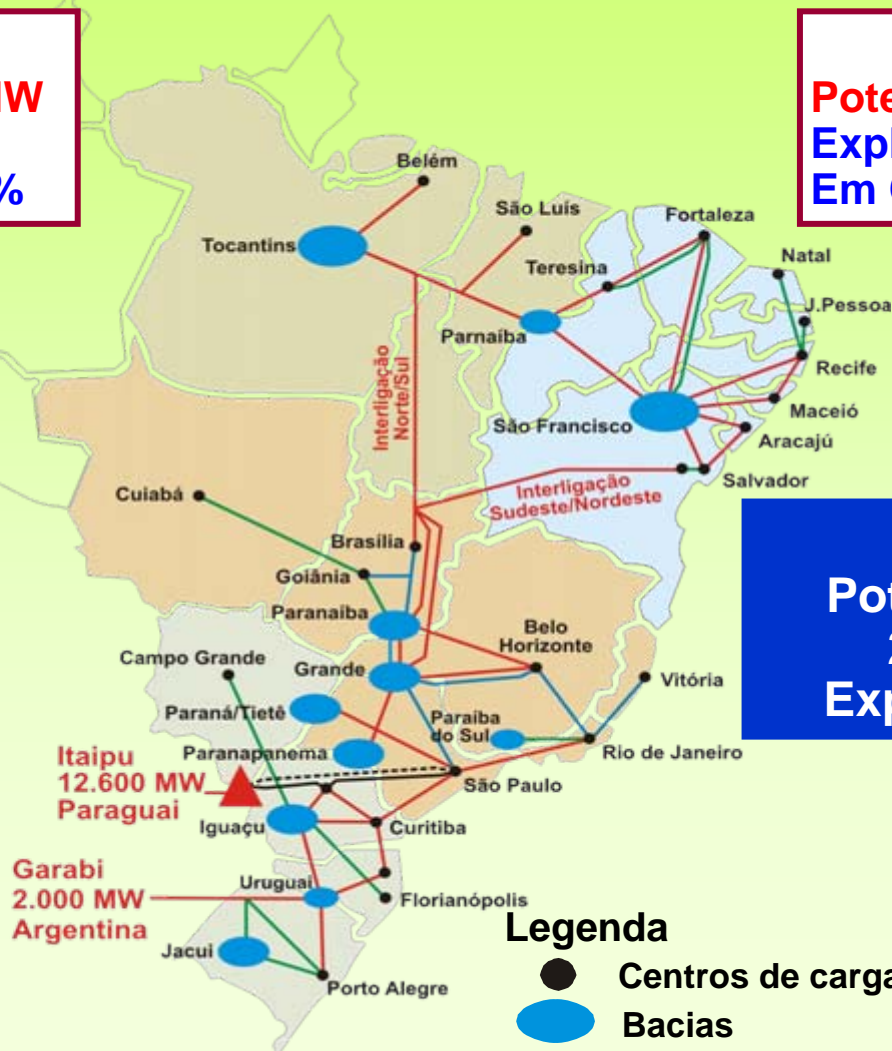 MW
%
Pote
Expl
Em
Belém
São Luís
Fortaleza
Tocantins
Teresina
Natal
J.Pessoa
Parnaíba
Recife
Interligação
Norte/Sul
São Francisco
Maceió
Aracajú
Salvador
Interligação
Sudeste/Nordeste
Cuiabá
Brasília
Goiânia
Paranaiba
Pot
Exp
Belo
Horizonte
Campo Grande
Grande
Vitória
Paraná/Tietê
Paraiba
do Sul
Paranapanema
Rio de Janeiro
Itaipu
12.600 MW
Paraguai
São Paulo
Iguaçu
Curitiba
Garabi
2.000 MW
Argentina
Uruguai
Florianópolis
Jacui
Porto Alegre
Legenda
Centros de carga
Bacias